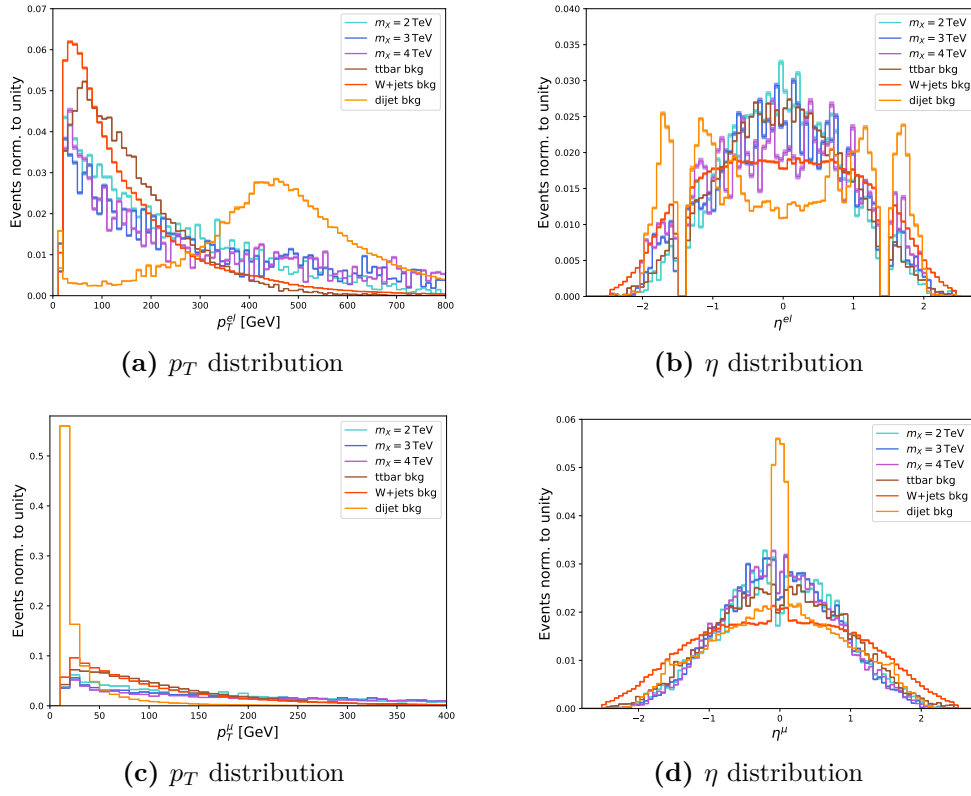 0.07
0.06
0.05
0.04
0.03
0.02
0.01
0.00
Events norm. to unity
0 100 200 300 400 500 600 700 800
p_T^{el} [GeV]
m_X = 2 TeV
m_X = 3 TeV
m_X = 4 TeV
ttbar bkg
W+jets bkg
dijet bkg
(a) p_T distribution
0.040
0.035
0.030
0.025
0.020
0.015
0.010
0.005
0.000
Events norm. to unity
−2 −1 0 1 2
η^{el}
m_X = 2 TeV
m_X = 3 TeV
m_X = 4 TeV
ttbar bkg
W+jets bkg
dijet bkg
(b) η distribution
0.5
0.4
0.3
0.2
0.1
0.0
Events norm. to unity
0 50 100 150 200 250 300 350 400
p_T^μ [GeV]
m_X = 2 TeV
m_X = 3 TeV
m_X = 4 TeV
ttbar bkg
W+jets bkg
dijet bkg
(c) p_T distribution
0.06
0.05
0.04
0.03
0.02
0.01
0.00
Events norm. to unity
−2 −1 0 1 2
η^μ
m_X = 2 TeV
m_X = 3 TeV
m_X = 4 TeV
ttbar bkg
W+jets bkg
dijet bkg
(d) η distribution